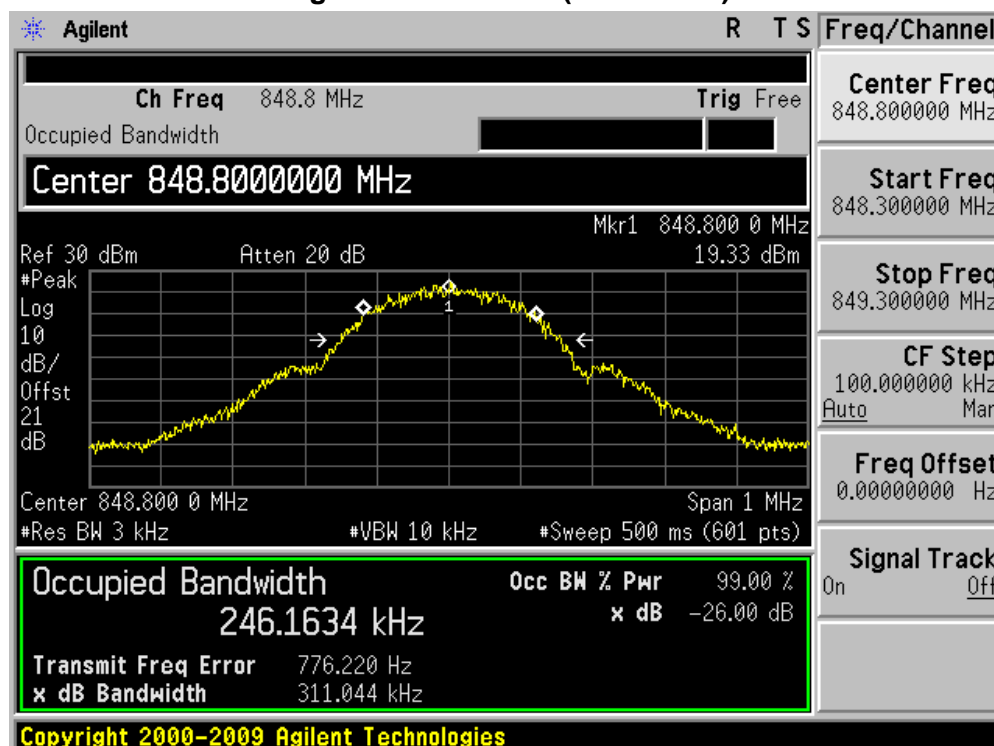 Agilent R T S Freq/Channel
Ch Freq 848.8 MHz Trig Free
Occupied Bandwidth
Center 848.8000000 MHz
Mkr1 848.800 0 MHz
Ref 30 dBm Atten 20 dB 19.33 dBm
#Peak
Log
10
dB/
Offst
21
dB
1
Center 848.800 0 MHz Span 1 MHz
#Res BW 3 kHz #VBW 10 kHz #Sweep 500 ms (601 pts)
Occupied Bandwidth Occ BW % Pwr 99.00 %
246.1634 kHz x dB -26.00 dB
Transmit Freq Error 776.220 Hz
x dB Bandwidth 311.044 kHz
Copyright 2000-2009 Agilent Technologies
Center Freq
848.800000 MHz
Start Freq
848.300000 MHz
Stop Freq
849.300000 MHz
CF Step
100.000000 kHz
Auto Man
Freq Offset
0.00000000 Hz
Signal Track
On Off